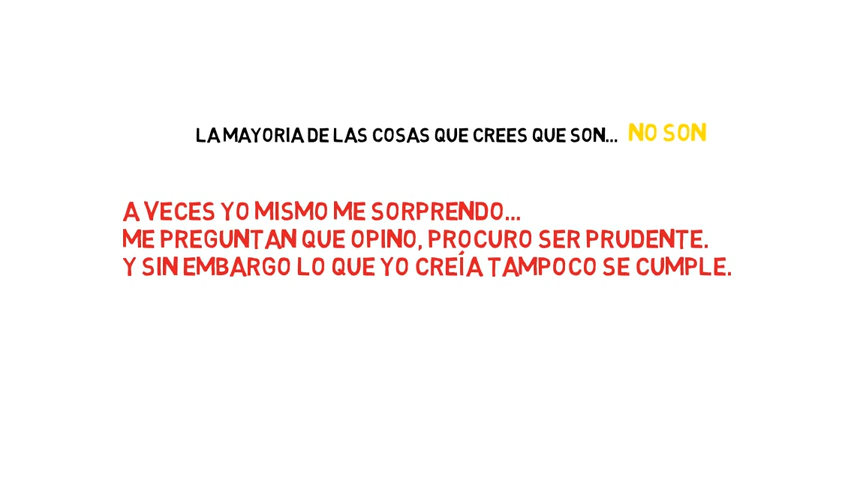 LA MAYORIA DE LAS COSAS QUE CREES QUE SON... NO SON
A VECES YO MISMO ME SORPRENDO...
ME PREGUNTAN QUE OPINO, PROCURO SER PRUDENTE.
Y SIN EMBARGO LO QUE YO CREÍA TAMPOCO SE CUMPLE.